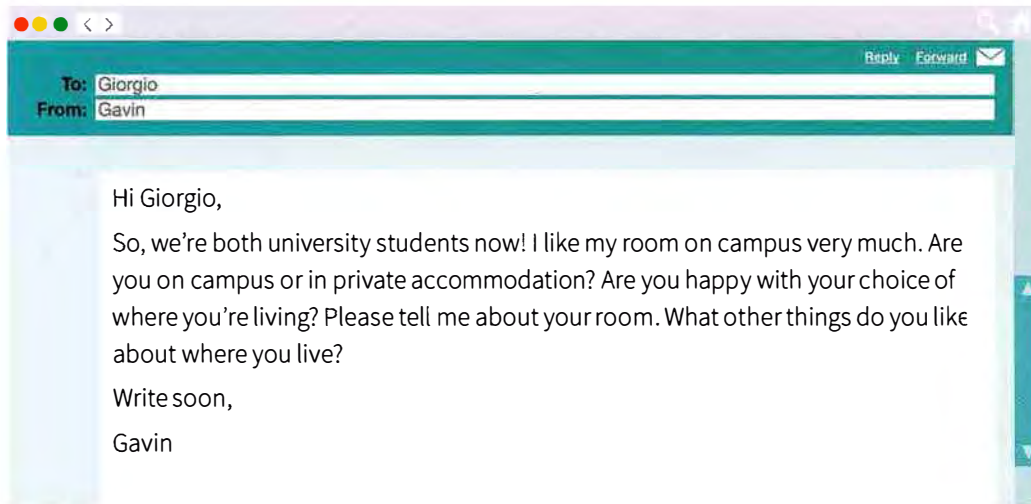 Reply Forward
To: Giorgio
From: Gavin
Hi Giorgio,
So, we're both university students now! I like my room on campus very much. Are
you on campus or in private accommodation? Are you happy with your choice of
where you're living? Please tell me about your room. What other things do you like
about where you live?
Write soon,
Gavin